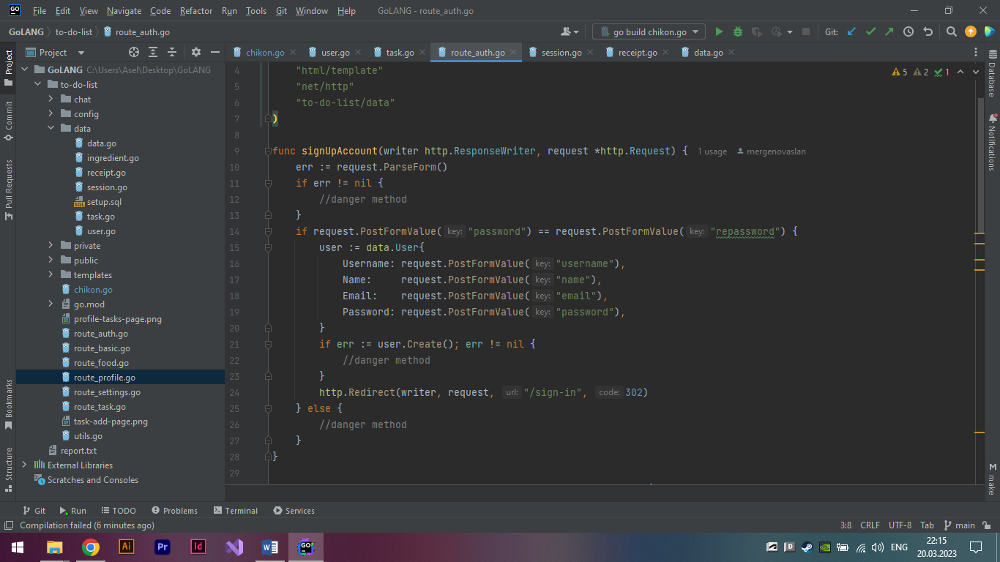 GO File Edit View Navigate Code Refactor Run Tools Git Window Help GoLANG - route_auth.go
GoLANG to-do-list route_auth.go go build chikon.go Git:
Project
chikon.go user.go task.go route_auth.go session.go receipt.go data.go
Project
Commit
Pull Requests
Bookmarks
Structure
GoLANG C:\Users\Asel\Desktop\GoLANG
to-do-list
chat
config
data
data.go
ingredient.go
receipt.go
session.go
setup.sql
task.go
user.go
private
public
templates
chikon.go
go.mod
profile-tasks-page.png
route_auth.go
route_basic.go
route_food.go
route_profile.go
route_settings.go
route_task.go
task-add-page.png
utils.go
report.txt
External Libraries
Scratches and Consoles
5 2 1
4 "html/template"
5 "net/http"
6 "to-do-list/data"
7 )
8
9 func signUpAccount(writer http.ResponseWriter, request *http.Request) { 1 usage mergenovaslan
10 err := request.ParseForm()
11 if err != nil {
12 //danger method
13 }
14 if request.PostFormValue( key: "password") == request.PostFormValue( key: "repassword") {
15 user := data.User{
16 Username: request.PostFormValue( key: "username"),
17 Name: request.PostFormValue( key: "name"),
18 Email: request.PostFormValue( key: "email"),
19 Password: request.PostFormValue( key: "password"),
20 }
21 if err := user.Create(); err != nil {
22 //danger method
23 }
24 http.Redirect(writer, request, url: "/sign-in", code: 302)
25 } else {
26 //danger method
27 }
28 }
29
Database
Notifications
make
Git Run TODO Problems Terminal Services
Compilation failed (6 minutes ago) 3:8 CRLF UTF-8 Tab main
Ai Pr Id GO ENG 22:15
20.03.2023